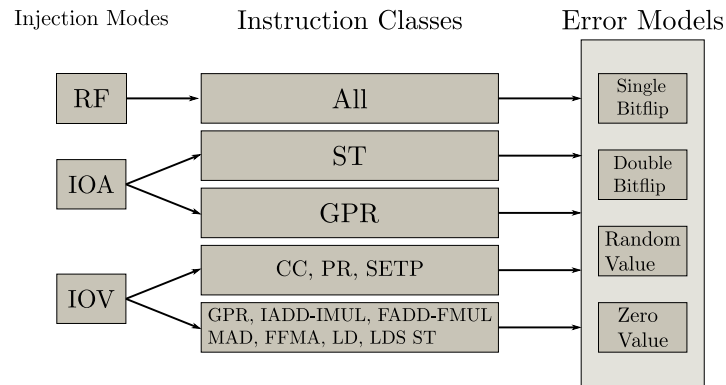 Injection Modes
Instruction Classes
Error Models
RF
All
Single
Bitflip
IOA
ST
Double
Bitflip
GPR
Random
Value
IOV
CC, PR, SETP
GPR, IADD-IMUL, FADD-FMUL
MAD, FFMA, LD, LDS ST
Zero
Value